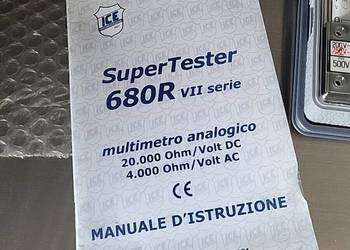 ICE
SuperTester
680R VII serie
multimetro analogico
20.000 Ohm/Volt DC
4.000 Ohm/Volt AC
CE
MANUALE D'ISTRUZIONE
200V
500V